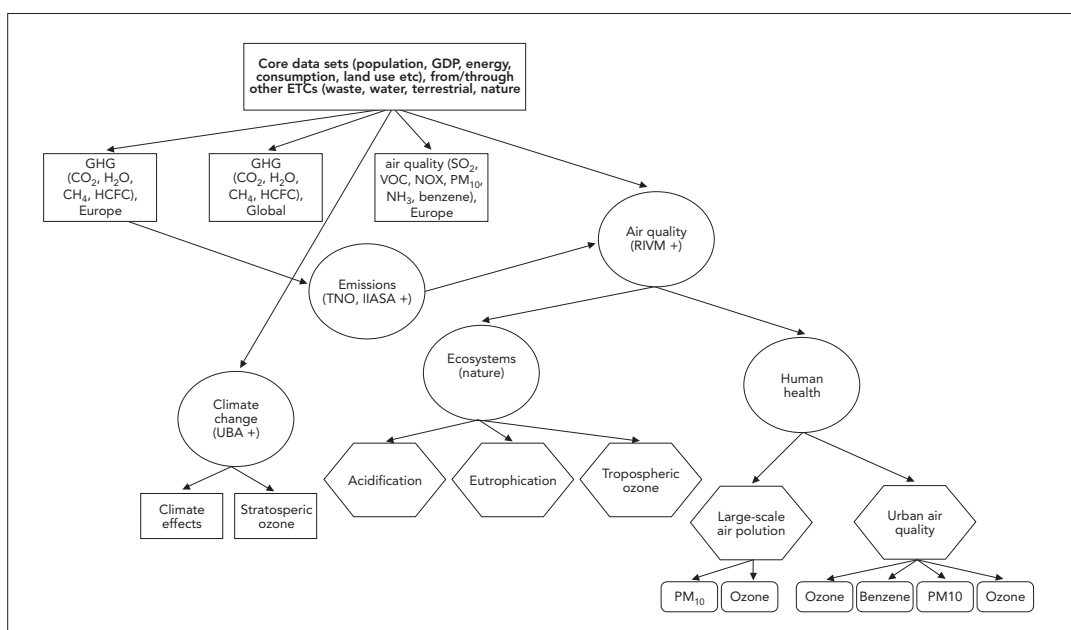 Core data sets (population, GDP, energy,
consumption, land use etc), from/through
other ETCs (waste, water, terrestrial, nature
GHG
(CO₂, H₂O,
CH₄, HCFC),
Europe
GHG
(CO₂, H₂O,
CH₄, HCFC),
Global
air quality (SO₂,
VOC, NOX, PM₁₀,
NH₃, benzene),
Europe
Air quality
(RIVM +)
Emissions
(TNO, IIASA +)
Ecosystems
(nature)
Human
health
Climate
change
(UBA +)
Acidification
Eutrophication
Tropospheric
ozone
Climate
effects
Stratosperic
ozone
Large-scale
air polution
Urban air
quality
PM₁₀
Ozone
Ozone
Benzene
PM10
Ozone